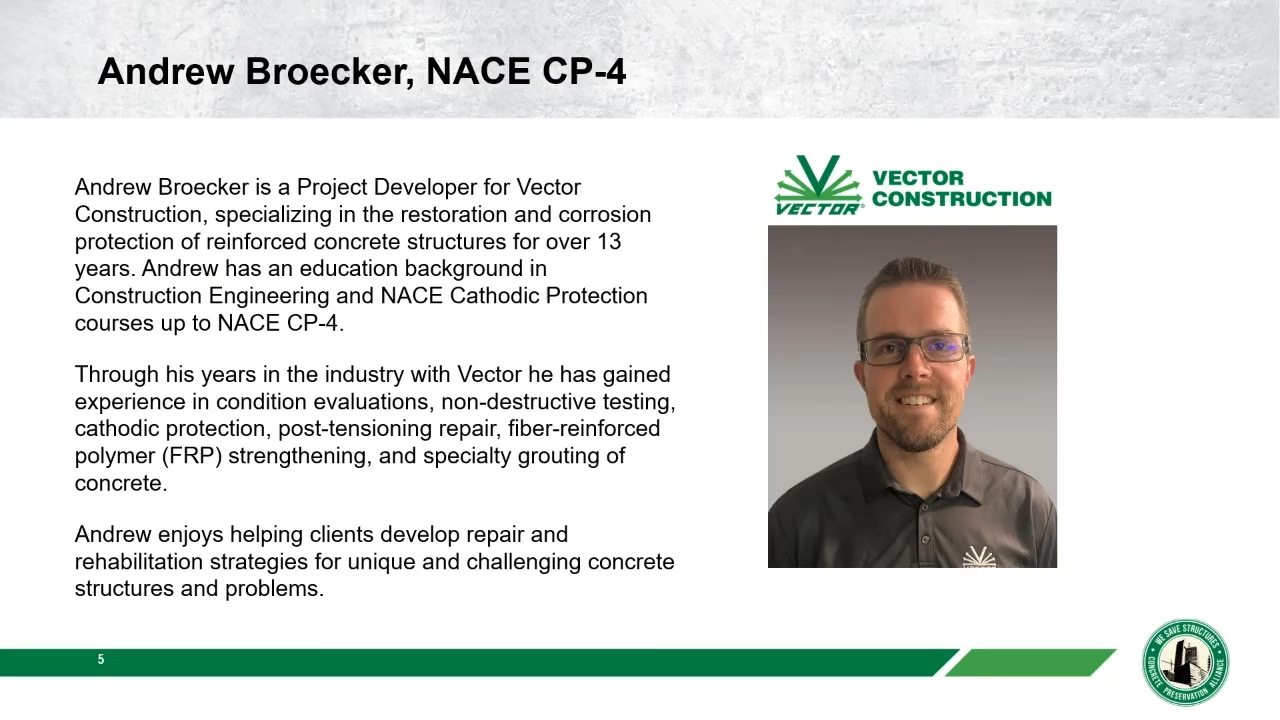 Andrew Broecker, NACE CP-4
Andrew Broecker is a Project Developer for Vector
Construction, specializing in the restoration and corrosion
protection of reinforced concrete structures for over 13
years. Andrew has an education background in
Construction Engineering and NACE Cathodic Protection
courses up to NACE CP-4.
Through his years in the industry with Vector he has gained
experience in condition evaluations, non-destructive testing,
cathodic protection, post-tensioning repair, fiber-reinforced
polymer (FRP) strengthening, and specialty grouting of
concrete.
Andrew enjoys helping clients develop repair and
rehabilitation strategies for unique and challenging concrete
structures and problems.
VECTOR®
VECTOR
CONSTRUCTION
5
WE SAVE STRUCTURES
CONCRETE PRESERVATION ALLIANCE